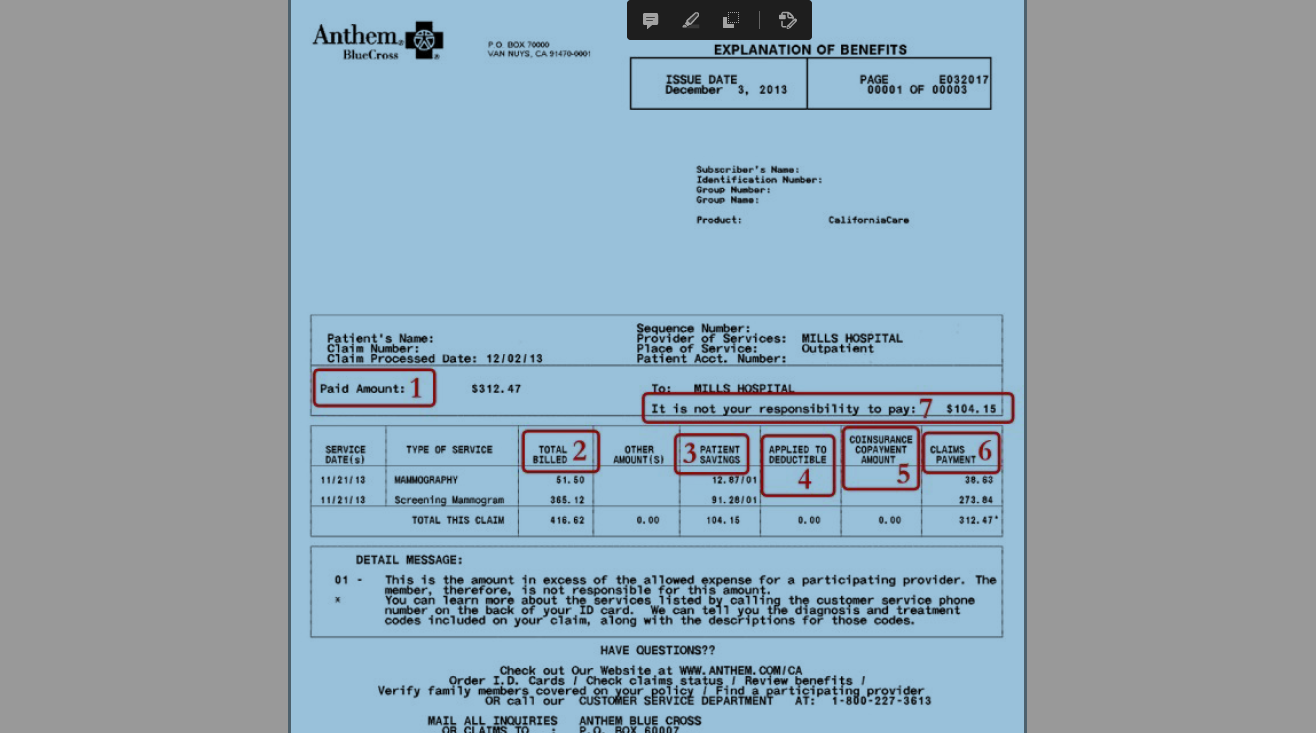 Anthem
BlueCross
P.O. BOX 70000
VAN NUYS, CA 91470-0001
EXPLANATION OF BENEFITS
ISSUE DATE
December 3, 2013
PAGE E032017
00001 OF 00003
Subscriber's Name:
Identification Number:
Group Number:
Group Name:
Product: CaliforniaCare
Patient's Name:
Claim Number:
Claim Processed Date: 12/02/13
Sequence Number:
Provider of Services: MILLS HOSPITAL
Place of Service: Outpatient
Patient Acct. Number:
Paid Amount: 1 $312.47 To: MILLS HOSPITAL
It is not your responsibility to pay: 7 $104.15
SERVICE DATE(s)
TYPE OF SERVICE
TOTAL BILLED 2
OTHER AMOUNT(S)
3 PATIENT SAVINGS
APPLIED TO DEDUCTIBLE 4
COINSURANCE COPAYMENT AMOUNT 5
CLAIMS PAYMENT 6
11/21/13 MAMMOGRAPHY 51.50 12.87/01 38.63
11/21/13 Screening Mammogram 365.12 91.28/01 273.84
TOTAL THIS CLAIM 416.62 0.00 104.15 0.00 0.00 312.47*
DETAIL MESSAGE:
01 - This is the amount in excess of the allowed expense for a participating provider. The
member, therefore, is not responsible for this amount.
* You can learn more about the services listed by calling the customer service phone
number on the back of your ID card. We can tell you the diagnosis and treatment
codes included on your claim, along with the descriptions for those codes.
HAVE QUESTIONS??
Check out Our Website at WWW.ANTHEM.COM/CA
Order I.D. Cards / Check claims status / Review benefits /
Verify family members covered on your policy / Find a participating provider
OR call our CUSTOMER SERVICE DEPARTMENT AT: 1-800-227-3613
MAIL ALL INQUIRIES ANTHEM BLUE CROSS
OR CLAIMS TO : P.O. BOX 60007